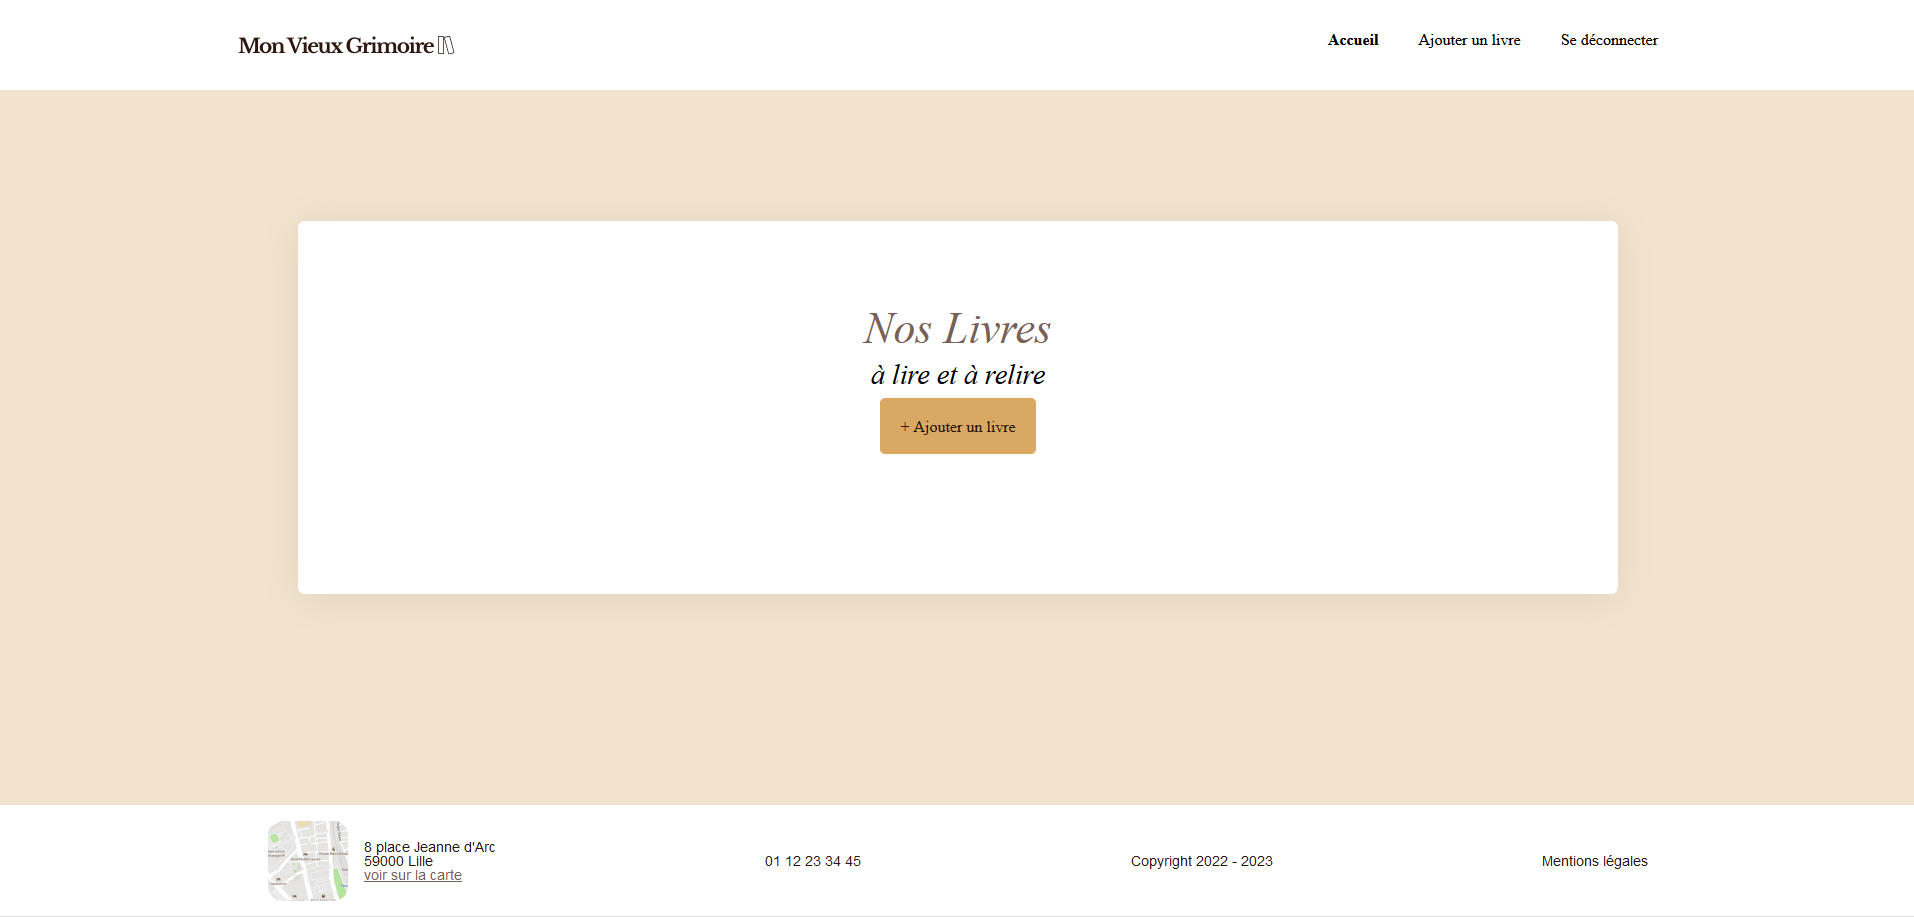 Mon Vieux Grimoire
Accueil
Ajouter un livre
Se déconnecter
Nos Livres
à lire et à relire
+ Ajouter un livre
8 place Jeanne d'Arc
59000 Lille
voir sur la carte
01 12 23 34 45
Copyright 2022 - 2023
Mentions légales